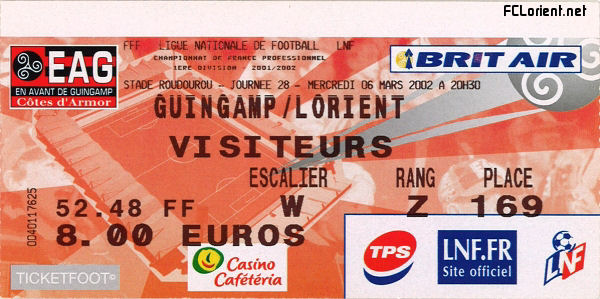 FCLorient.net
FFF LIGUE NATIONALE DE FOOTBALL LNF
CHAMPIONNAT DE FRANCE PROFESSIONNEL
1ERE DIVISION 2001/2002
EAG
EN AVANT DE GUINGAMP
Côtes d'Armor
BRIT AIR
STADE ROUDOUROU - JOURNEE 28 - MERCREDI 06 MARS 2002 A 20H30
GUINGAMP/LORIENT
VISITEURS
ESCALIER RANG PLACE
W Z 169
52.48 FF
8.00 EUROS
0040117625
TICKETFOOT©
Casino
Cafétéria
TPS
LNF.FR
Site officiel
LNF